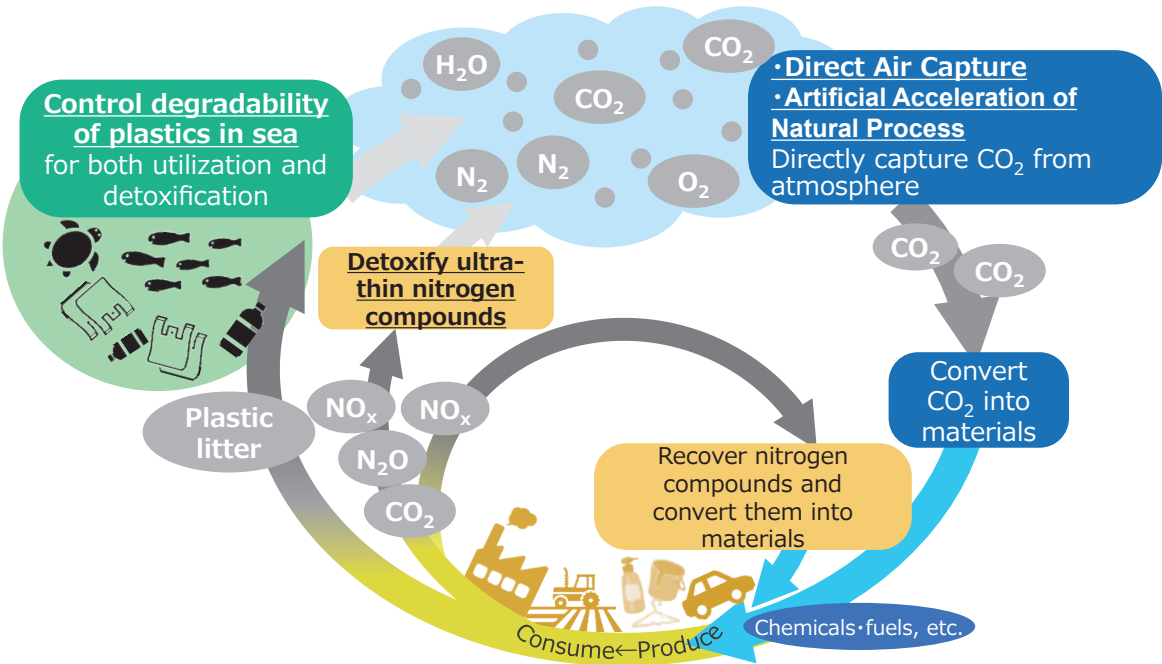 Control degradability
of plastics in sea
for both utilization and
detoxification
H₂O
CO₂
CO₂
N₂
N₂
O₂
・Direct Air Capture
・Artificial Acceleration of
Natural Process
Directly capture CO₂ from
atmosphere
CO₂
CO₂
Detoxify ultra-
thin nitrogen
compounds
Convert
CO₂ into
materials
Plastic
litter
NOₓ
NOₓ
N₂O
CO₂
Recover nitrogen
compounds and
convert them into
materials
Chemicals・fuels, etc.
Consume←Produce